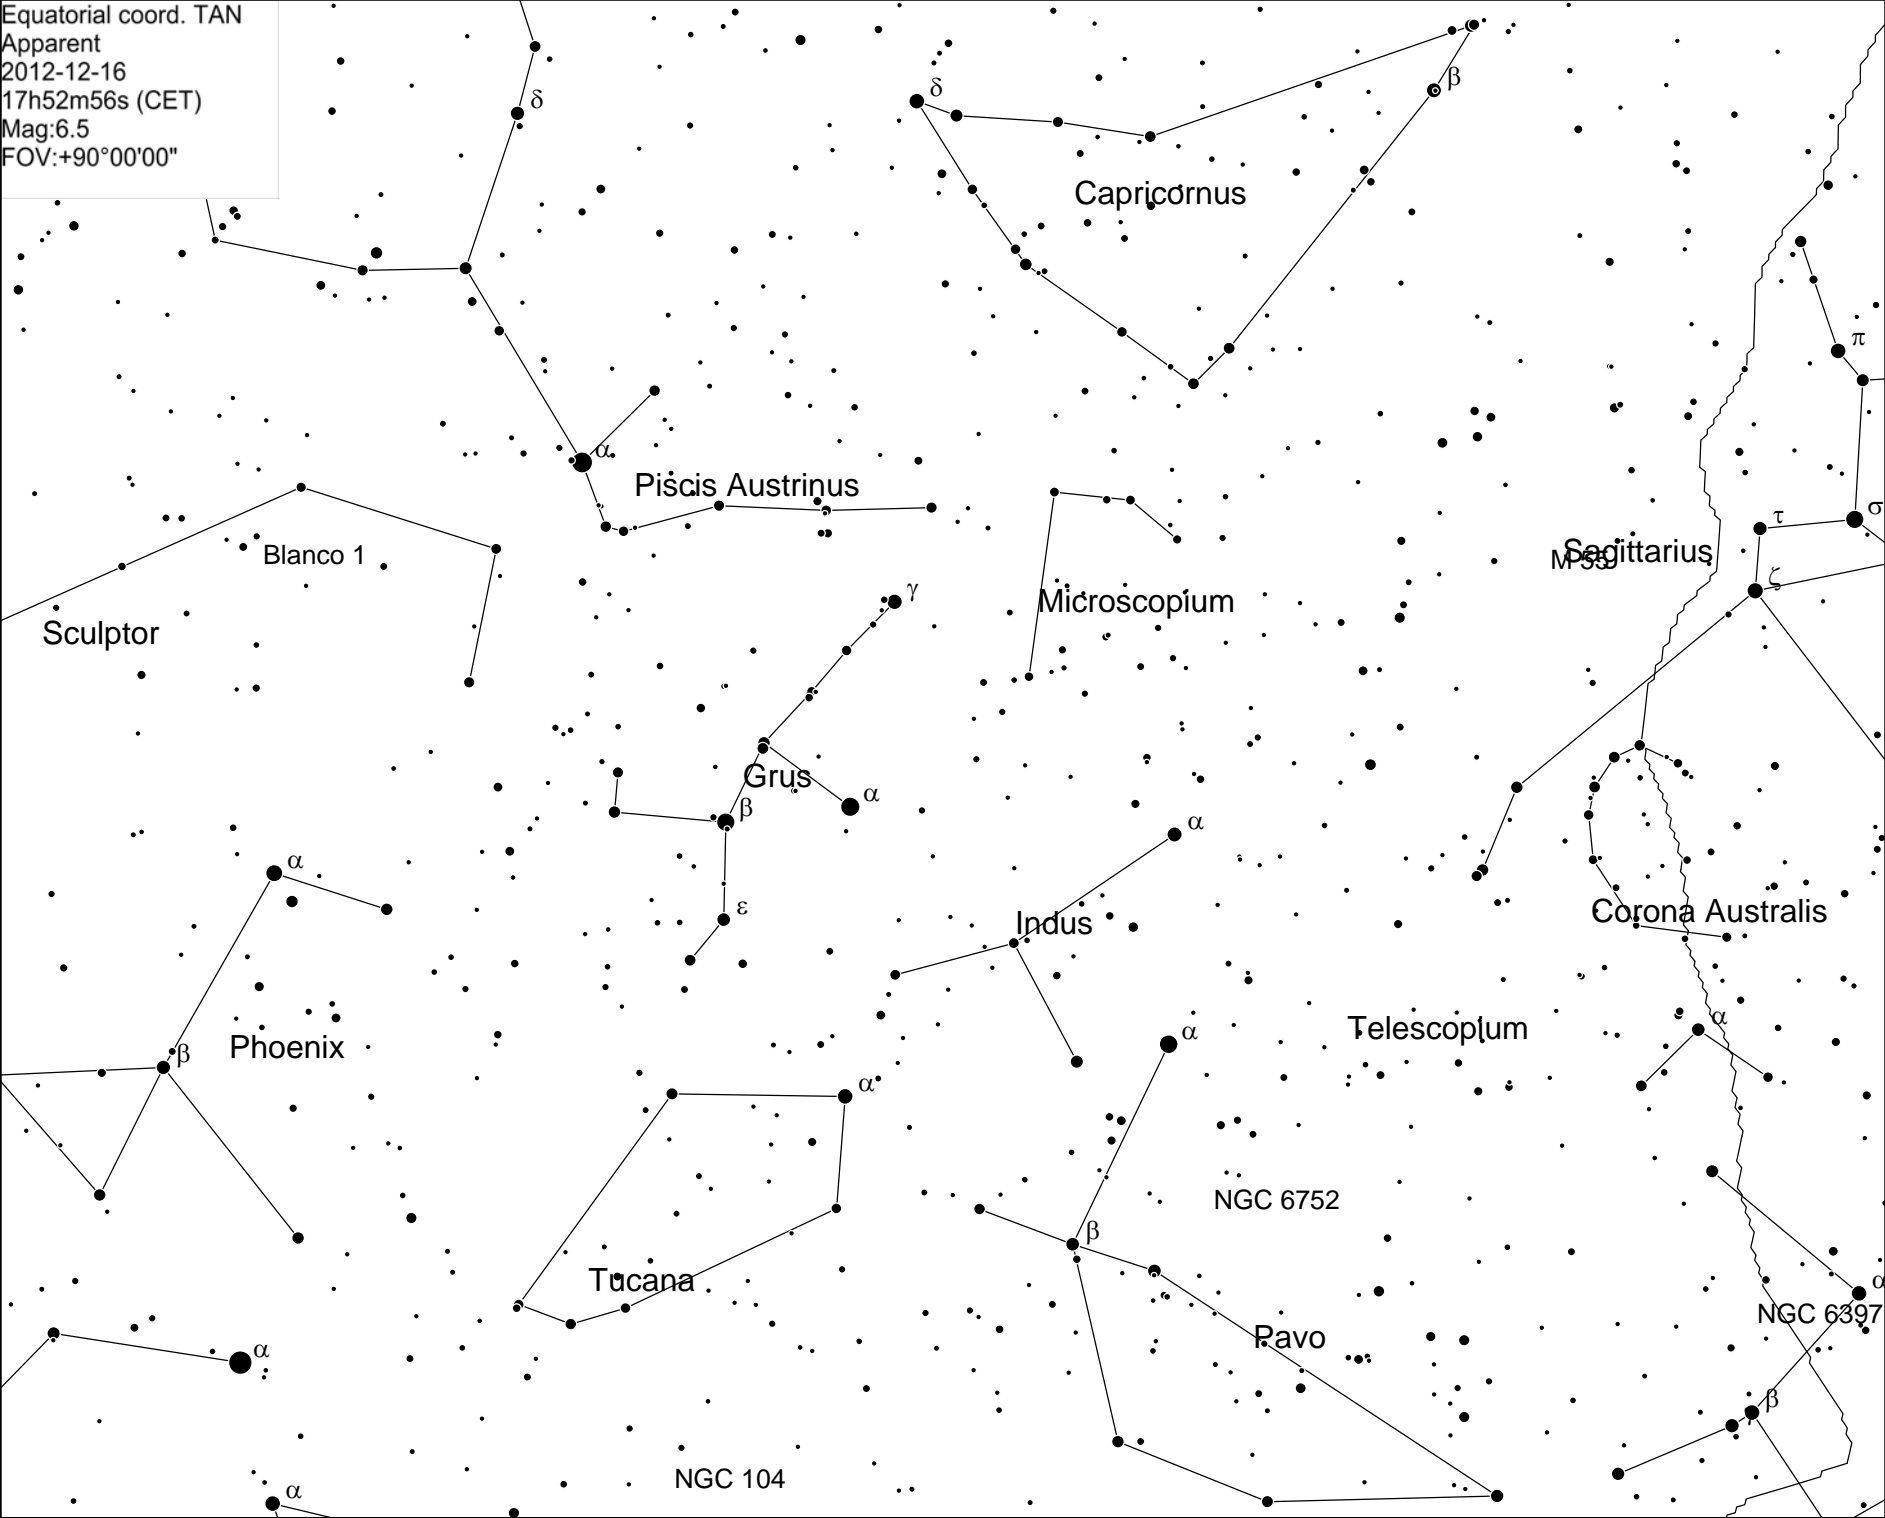 Equatorial coord. TAN
Apparent
2012-12-16
17h52m56s (CET)
Mag:6.5
FOV:+90°00'00"
δ
δ
β
Capricornus
π
α
Piscis Austrinus
σ
τ
Blanco 1
M 55
Sagittarius
ζ
γ
Microscopium
Sculptor
Grus
α
β
α
α
ε
Indus
Corona Australis
α
Telescopium
α
Phoenix
β
α
NGC 6752
β
Tucana
α
NGC 6397
Pavo
α
β
NGC 104
α